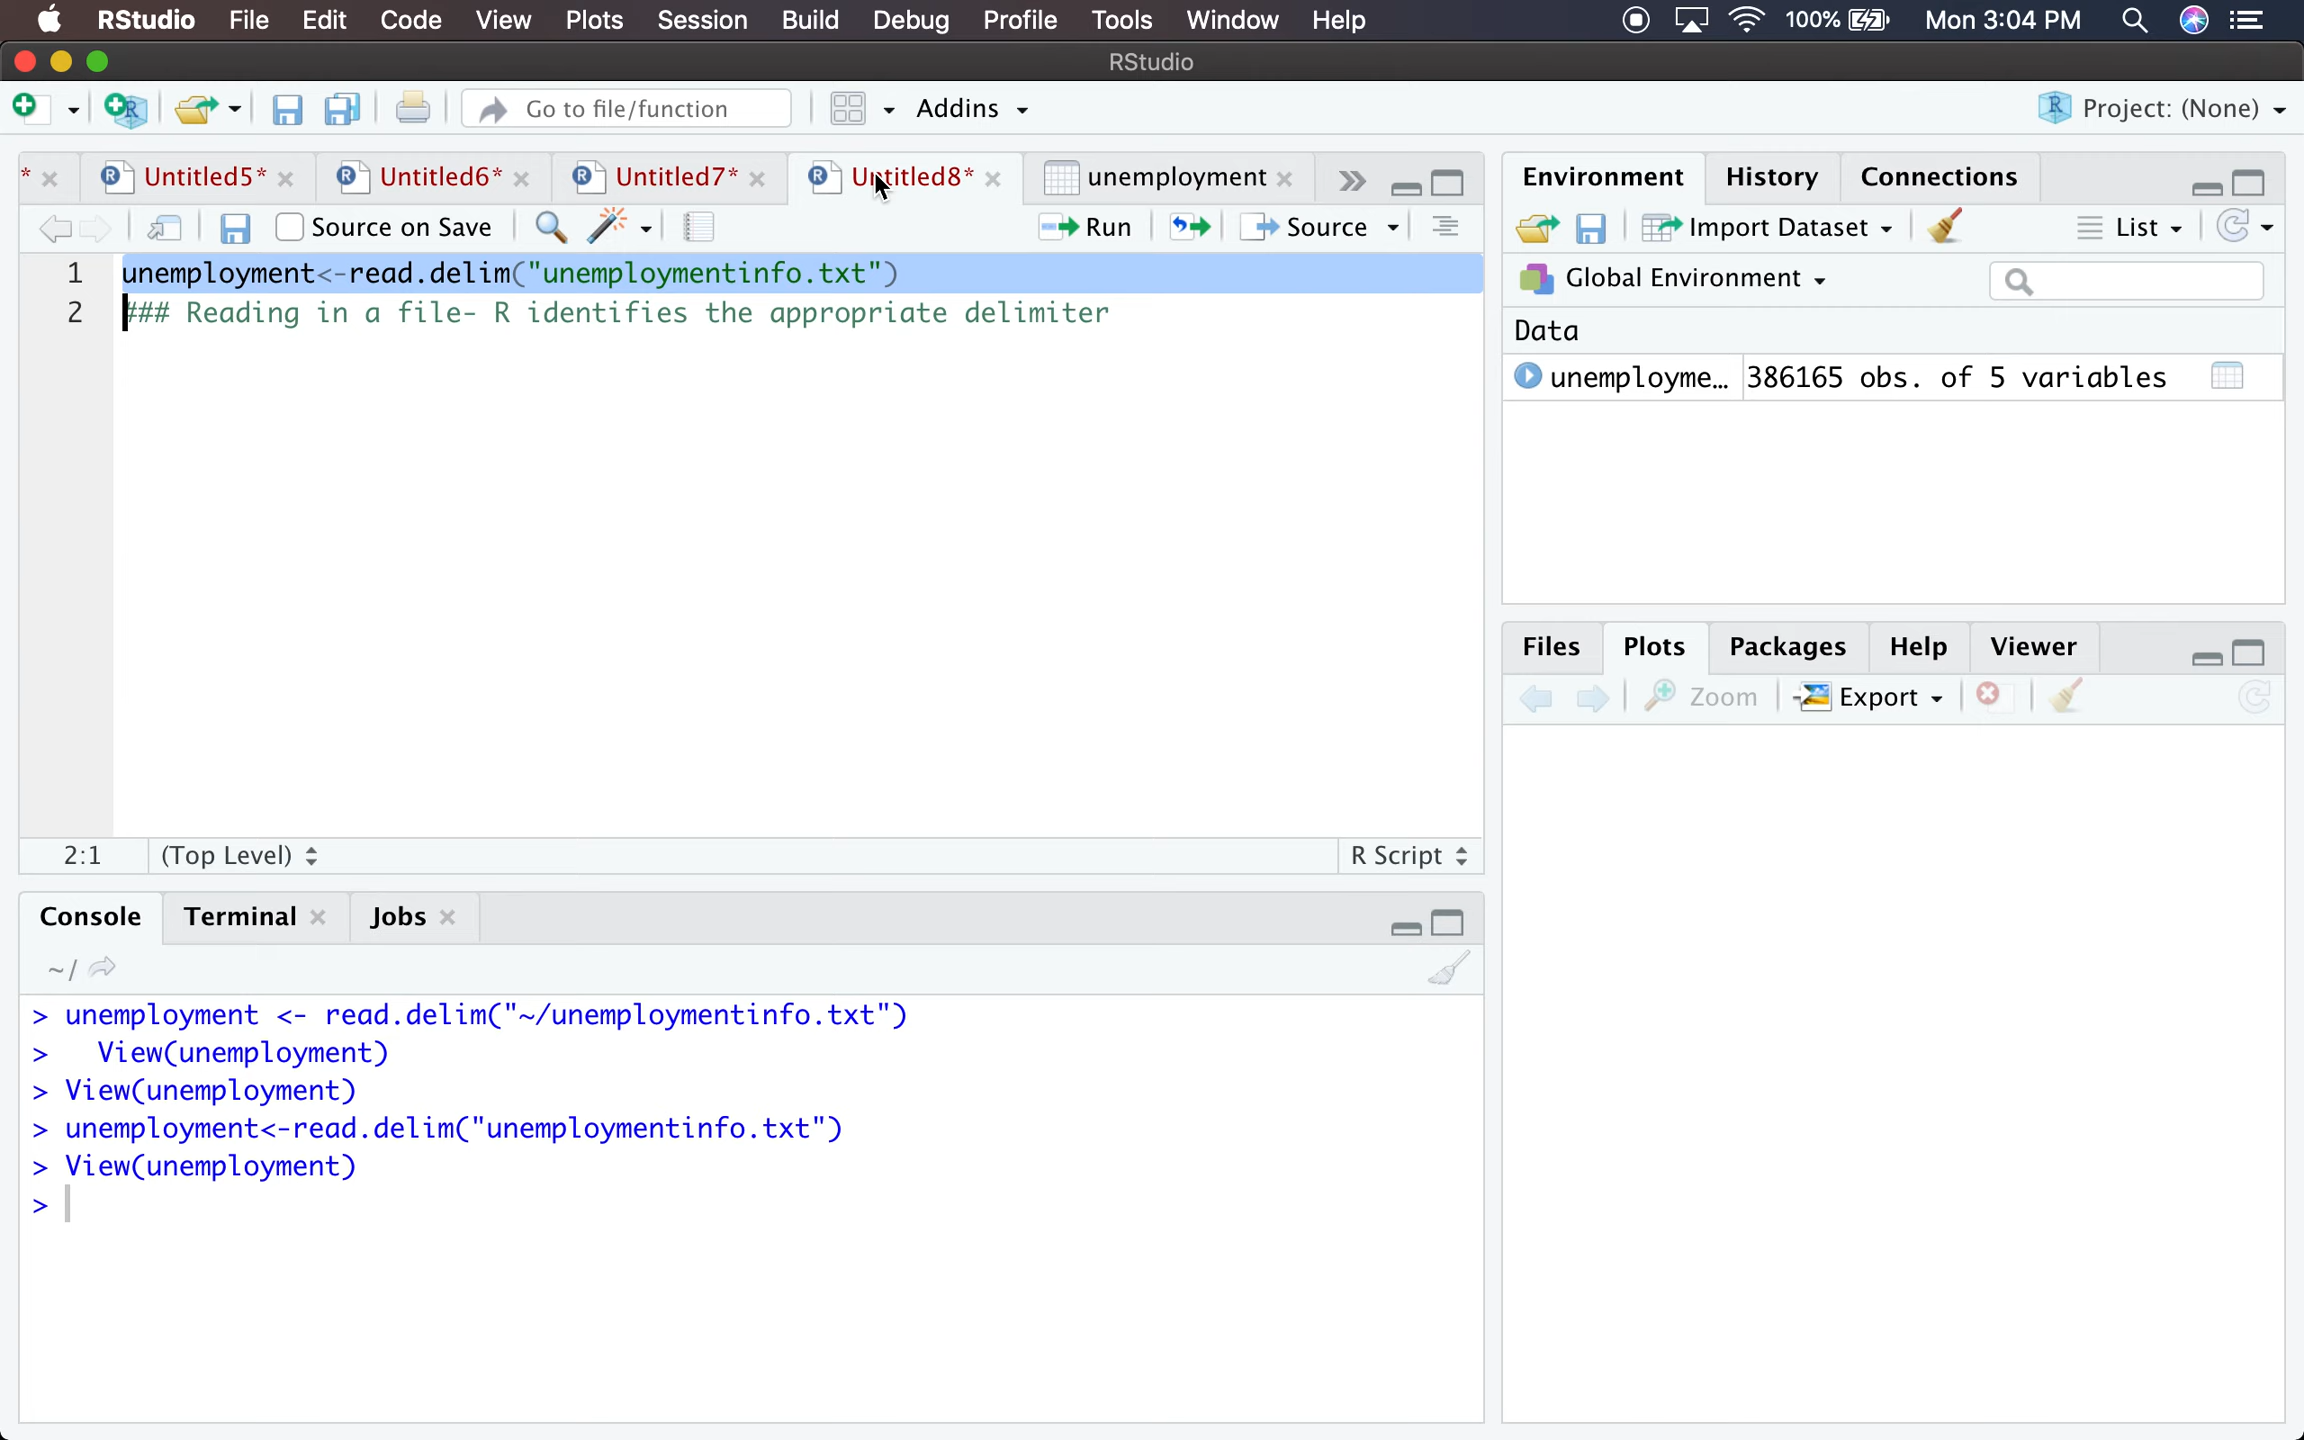 RStudio File Edit Code View Plots Session Build Debug Profile Tools Window Help 100% Mon 3:04 PM
RStudio
Go to file/function Addins Project: (None)
* Untitled5* Untitled6* Untitled7* Untitled8* unemployment
Source on Save Run Source
1 unemployment<-read.delim("unemploymentinfo.txt")
2 ### Reading in a file- R identifies the appropriate delimiter
2:1 (Top Level) R Script
Console Terminal Jobs
~/
> unemployment <- read.delim("~/unemploymentinfo.txt")
>   View(unemployment)
> View(unemployment)
> unemployment<-read.delim("unemploymentinfo.txt")
> View(unemployment)
>
Environment History Connections
Import Dataset List
Global Environment
Data
unemployme… 386165 obs. of 5 variables
Files Plots Packages Help Viewer
Zoom Export